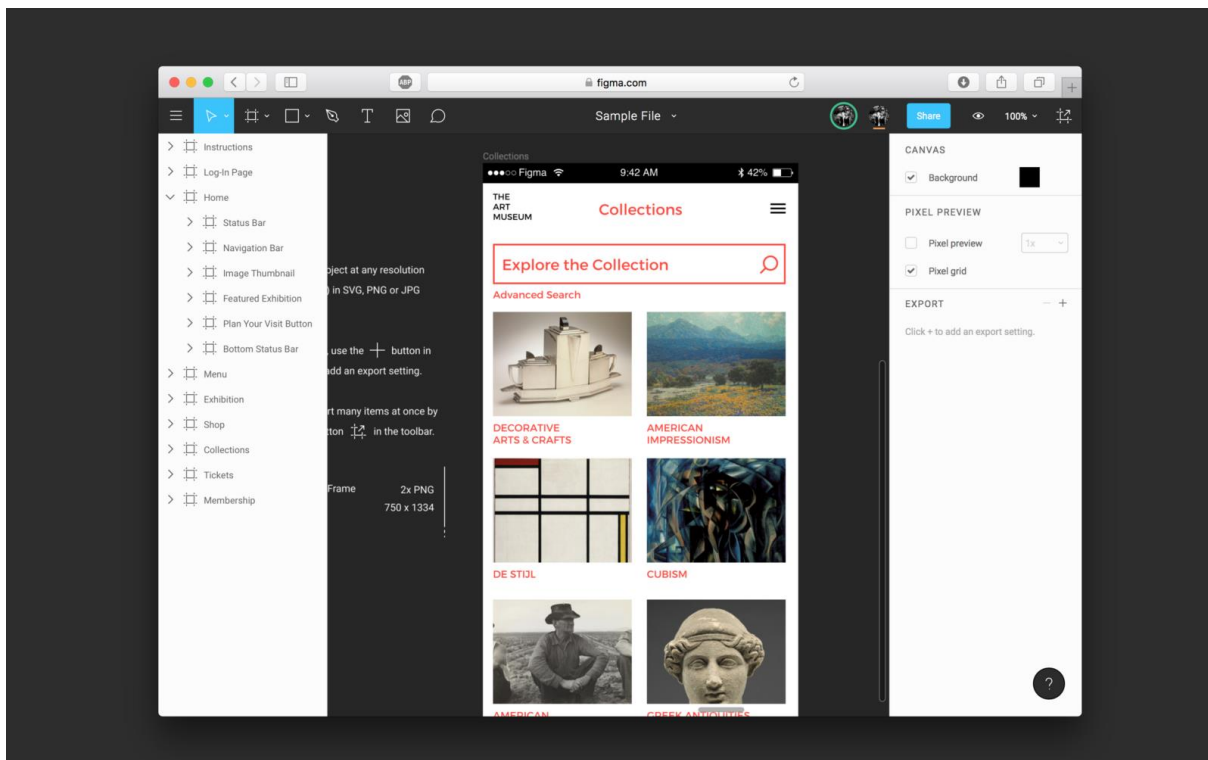 ABP
figma.com
Sample File
Share
100%
Instructions
Log-In Page
Home
Status Bar
Navigation Bar
Image Thumbnail
Featured Exhibition
Plan Your Visit Button
Bottom Status Bar
Menu
Exhibition
Shop
Collections
Tickets
Membership
oject at any resolution
) in SVG, PNG or JPG
, use the button in
add an export setting.
rt many items at once by
tton in the toolbar.
Frame 2x PNG
750 x 1334
Collections
Figma 9:42 AM 42%
THE
ART
MUSEUM
Collections
Explore the Collection
Advanced Search
DECORATIVE
ARTS & CRAFTS
AMERICAN
IMPRESSIONISM
DE STIJL
CUBISM
AMERICAN
GREEK ANTIQUITIES
CANVAS
Background
PIXEL PREVIEW
Pixel preview 1x
Pixel grid
EXPORT
Click + to add an export setting.
?